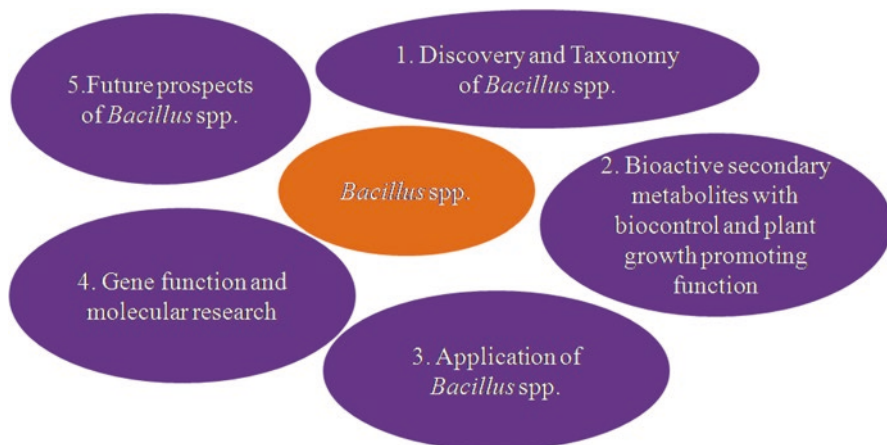 1. Discovery and Taxonomy
of Bacillus spp.
2. Bioactive secondary
metabolites with
biocontrol and plant
growth promoting
function
3. Application of
Bacillus spp.
4. Gene function and
molecular research
5.Future prospects
of Bacillus spp.
Bacillus spp.